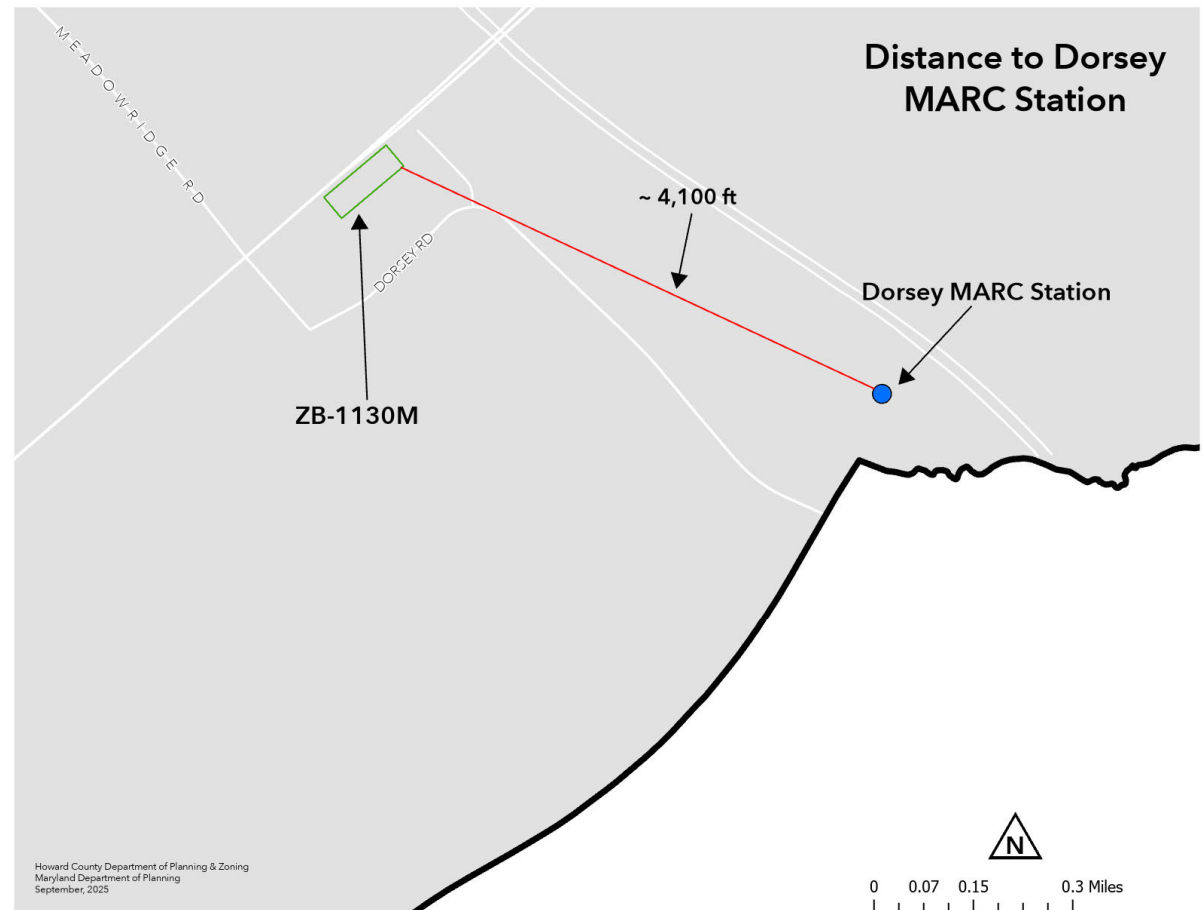 Distance to Dorsey
MARC Station
MEADOWRIDGE RD
~ 4,100 ft
DORSEY RD
Dorsey MARC Station
ZB-1130M
N
Howard County Department of Planning & Zoning
Maryland Department of Planning
September, 2025
0 0.07 0.15 0.3 Miles